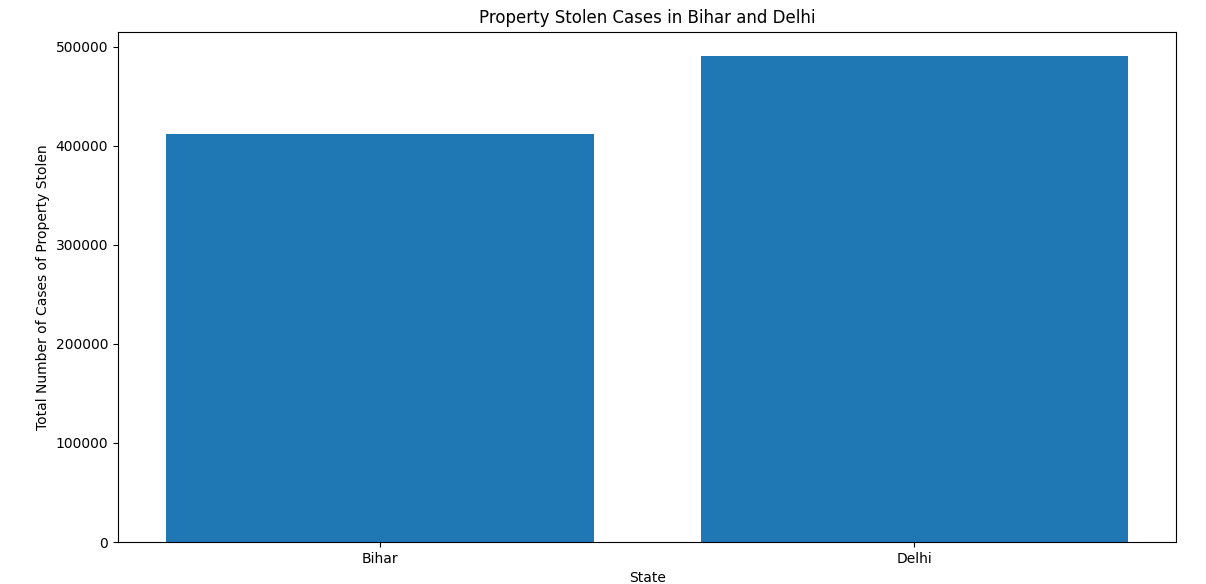 Property Stolen Cases in Bihar and Delhi
Total Number of Cases of Property Stolen
500000
400000
300000
200000
100000
0
Bihar
Delhi
State